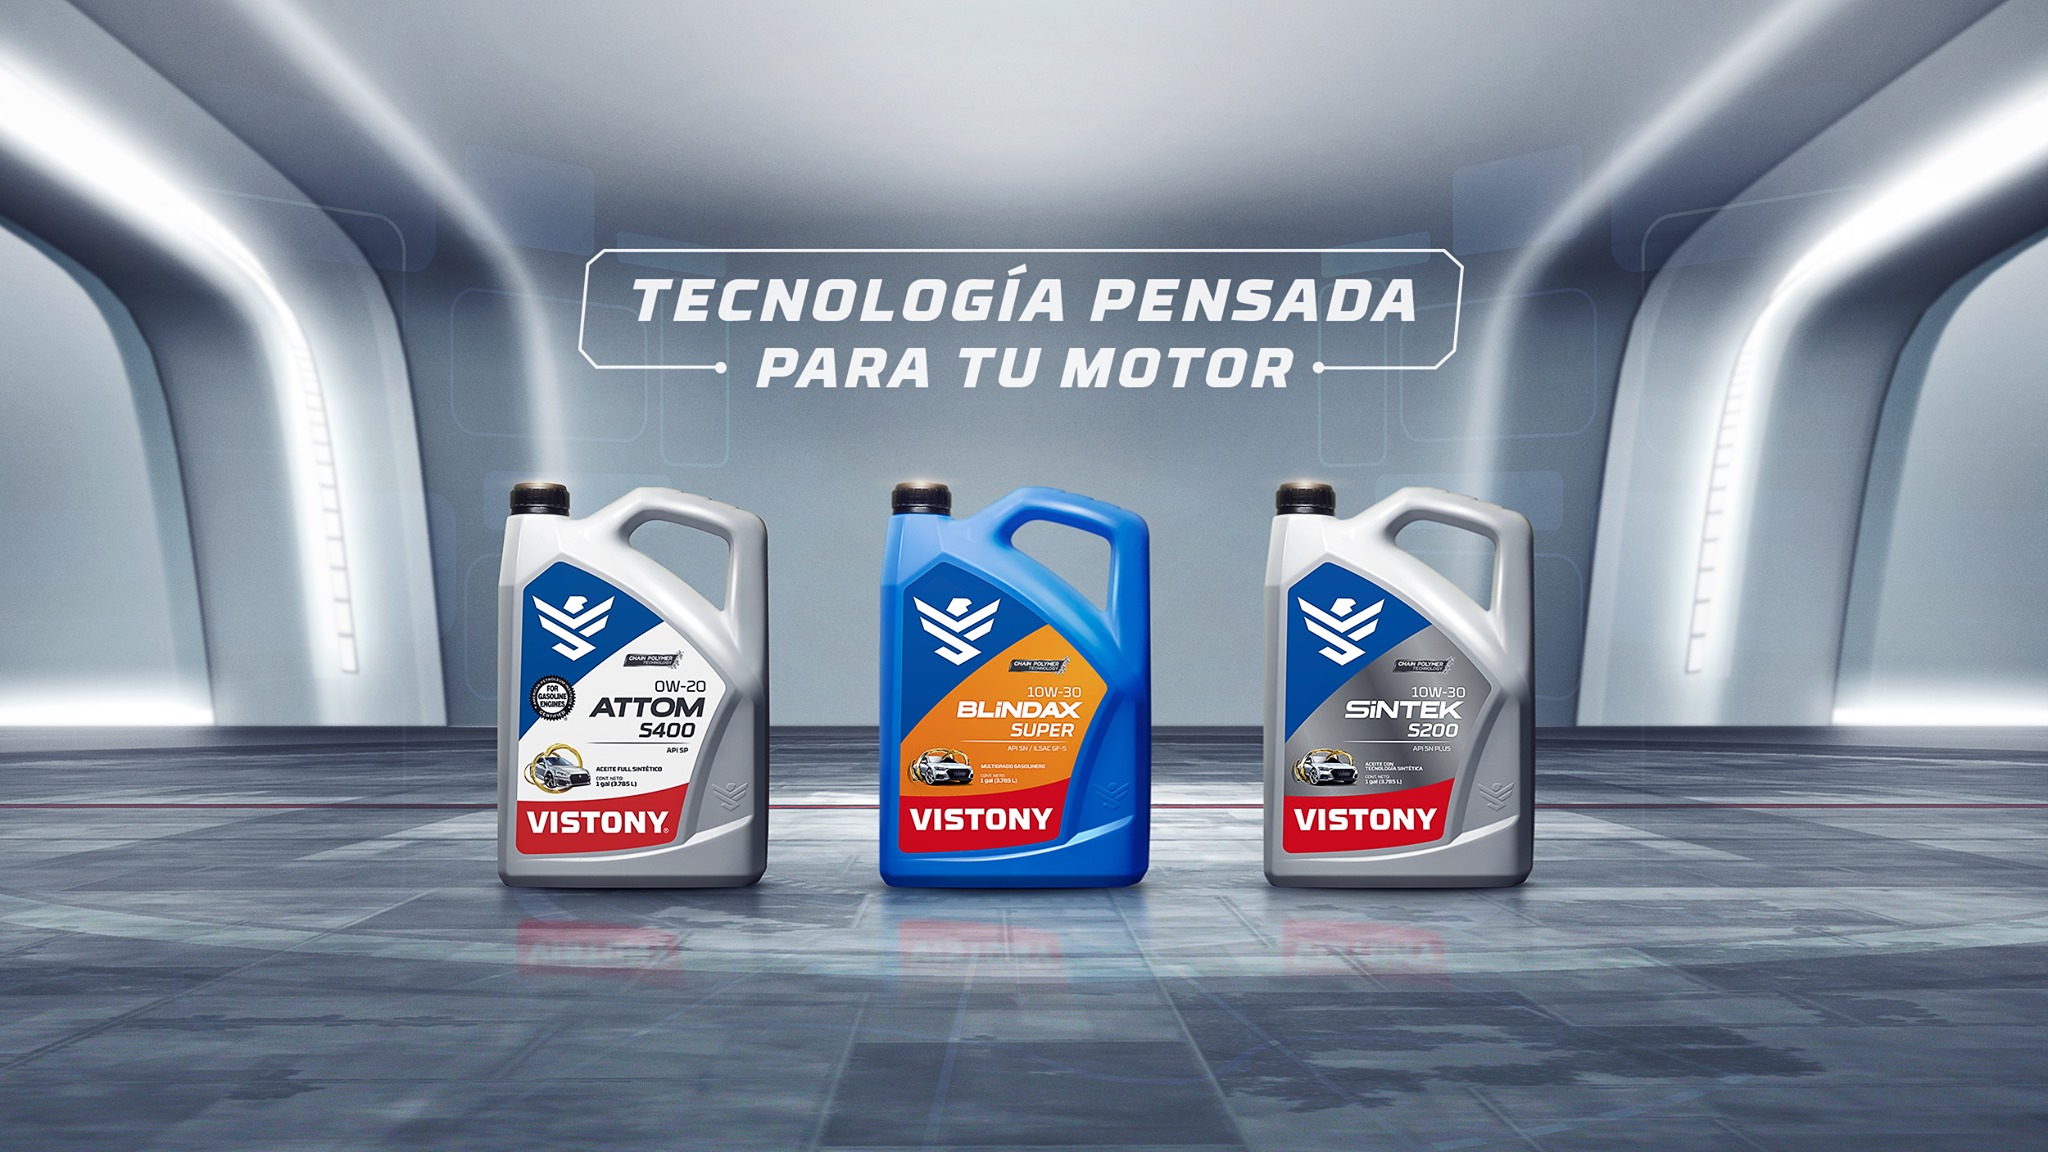 TECNOLOGÍA PENSADA
PARA TU MOTOR
CHAIN POLYMER
TECHNOLOGY
0W-20
FOR
GASOLINE
ENGINES
ATTOM
S400
API SP
ACEITE FULL SINTÉTICO
CONT. NETO
1 gal (3.785 L)
VISTONY®
CHAIN POLYMER
TECHNOLOGY
10W-30
BLiNDAX
SUPER
API SN / ILSAC GF-5
MULTIGRADO GASOLINERO
CONT. NETO
1 gal (3.785 L)
VISTONY
CHAIN POLYMER
TECHNOLOGY
10W-30
SiNTEK
S200
API SN PLUS
ACEITE CON
TECNOLOGÍA SINTÉTICA
CONT. NETO
1 gal (3.785 L)
VISTONY